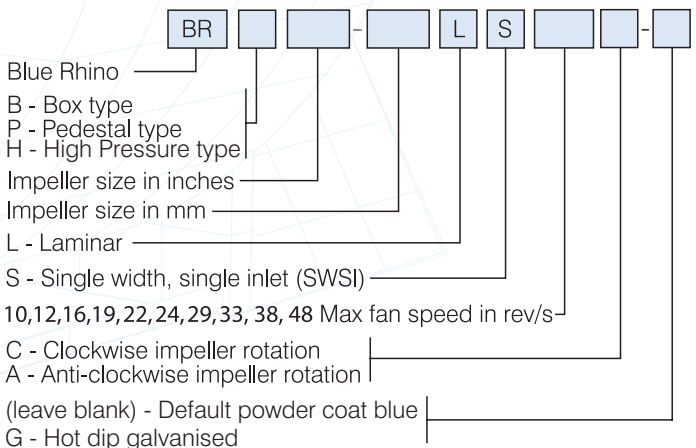 BR - L S -
Blue Rhino
B - Box type
P - Pedestal type
H - High Pressure type
Impeller size in inches
Impeller size in mm
L - Laminar
S - Single width, single inlet (SWSI)
10,12,16,19,22,24,29,33, 38, 48 Max fan speed in rev/s
C - Clockwise impeller rotation
A - Anti-clockwise impeller rotation
(leave blank) - Default powder coat blue
G - Hot dip galvanised